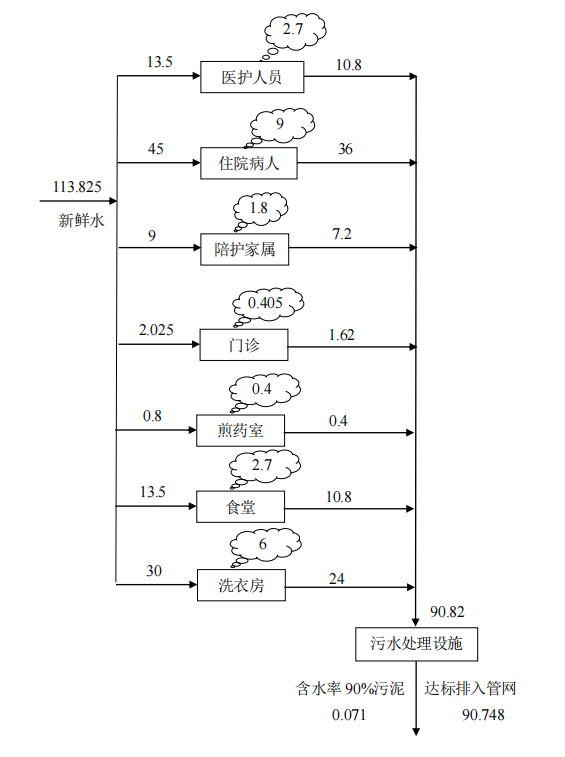 2.7
13.5
医护人员
10.8
9
45
住院病人
36
113.825
新鲜水
1.8
9
陪护家属
7.2
0.405
2.025
门诊
1.62
0.4
0.8
煎药室
0.4
2.7
13.5
食堂
10.8
6
30
洗衣房
24
90.82
污水处理设施
含水率 90%污泥
达标排入管网
0.071
90.748